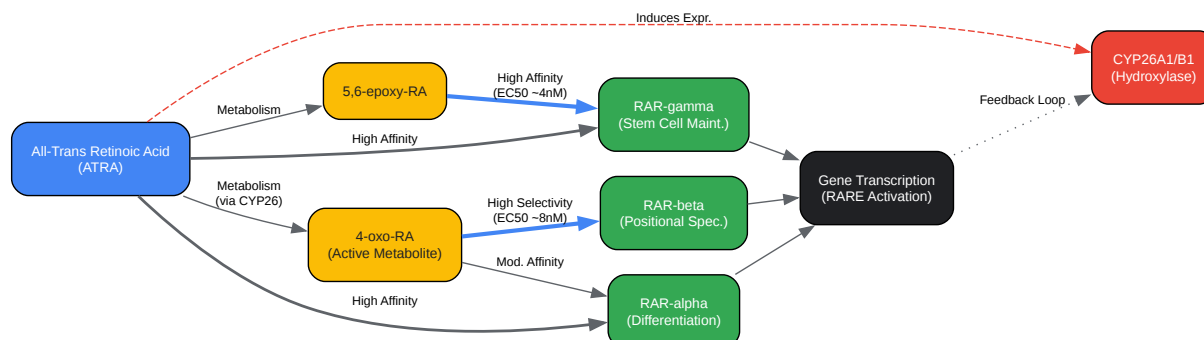 Induces Expr.
CYP26A1/B1
(Hydroxylase)
5,6-epoxy-RA
High Affinity
(EC50 ~4nM)
RAR-gamma
(Stem Cell Maint.)
Feedback Loop
Metabolism
All-Trans Retinoic Acid
(ATRA)
High Affinity
Metabolism
(via CYP26)
High Selectivity
(EC50 ~8nM)
RAR-beta
(Positional Spec.)
Gene Transcription
(RARE Activation)
4-oxo-RA
(Active Metabolite)
Mod. Affinity
High Affinity
RAR-alpha
(Differentiation)